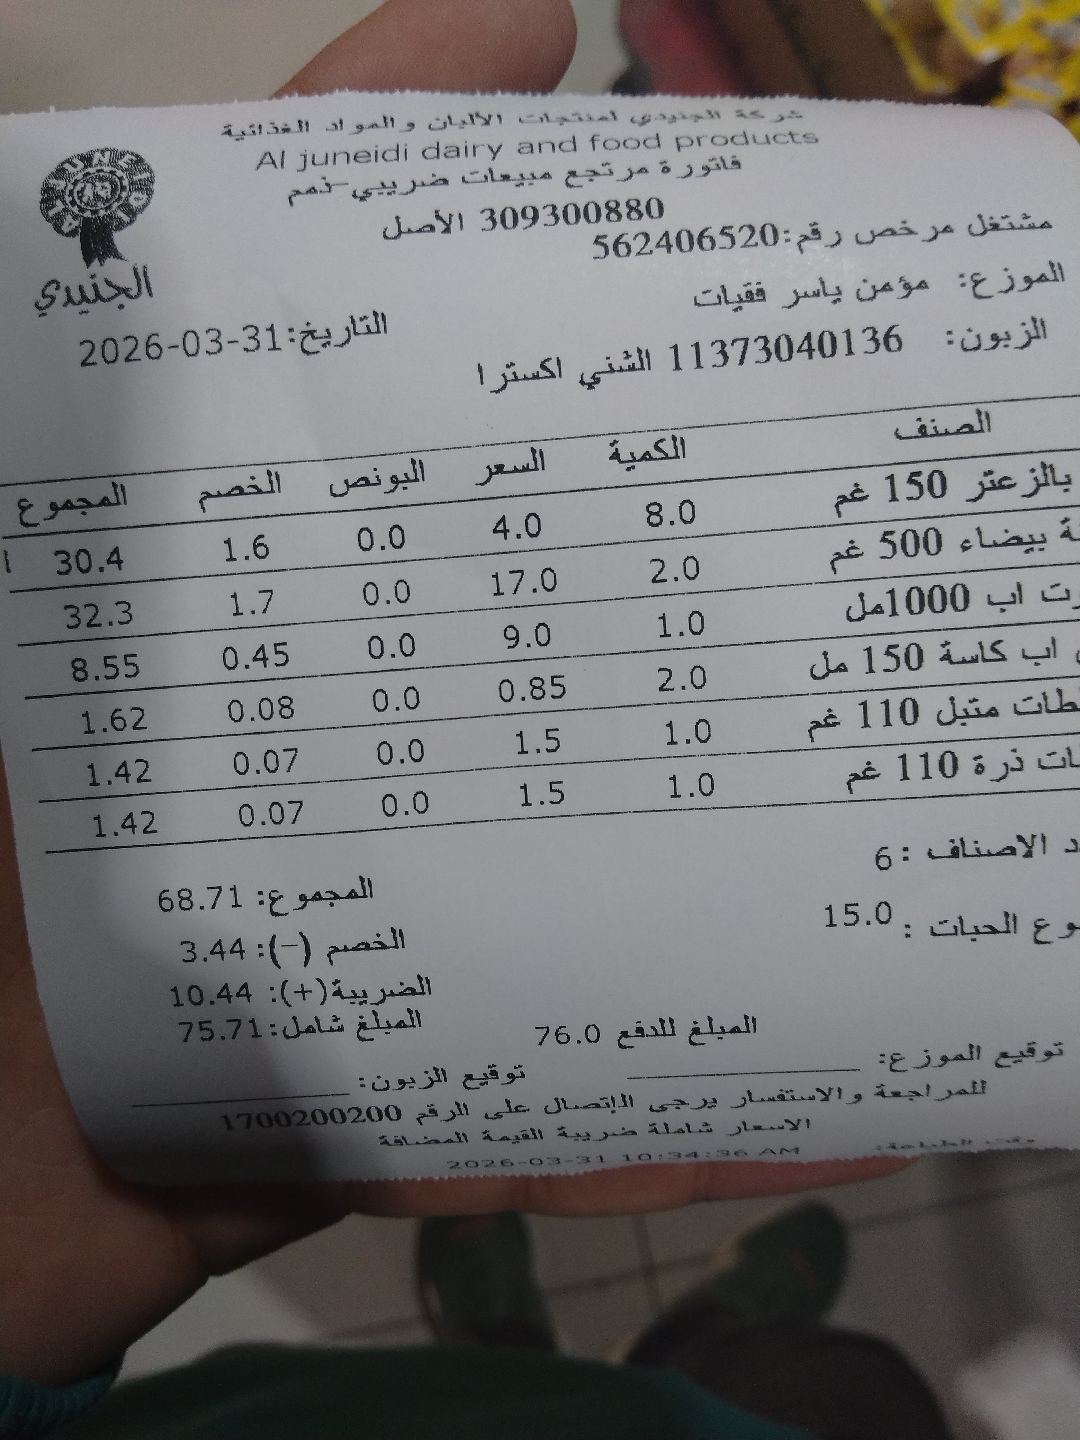 شركة الجنيدي لمنتجات الألبان والمواد الغذائية
Al juneidi dairy and food products
فاتورة مرتجع مبيعات ضريبي-ذمم
309300880 الأصل
مشتغل مرخص رقم:562406520
الجنيدي
الموزع: مؤمن ياسر فقيات
التاريخ:2026-03-31
الزبون: 11373040136 الشني اكسترا
الصنف الكمية السعر البونص الخصم المجموع
بالزعتر 150 غم 8.0 4.0 0.0 1.6 30.4
بيضاء 500 غم 2.0 17.0 0.0 1.7 32.3
اب 1000مل 1.0 9.0 0.0 0.45 8.55
اب كاسة 150 مل 2.0 0.85 0.0 0.08 1.62
متبل 110 غم 1.0 1.5 0.0 0.07 1.42
ذرة 110 غم 1.0 1.5 0.0 0.07 1.42
الاصناف : 6
المجموع: 68.71
الحبات : 15.0
الخصم (-): 3.44
الضريبة(+): 10.44
المبلغ شامل:75.71
المبلغ للدفع 76.0
توقيع الموزع:
توقيع الزبون:
للمراجعة والاستفسار يرجى الإتصال على الرقم 1700200200
الاسعار شاملة ضريبة القيمة المضافة
2026-03-31 10:34:36 AM